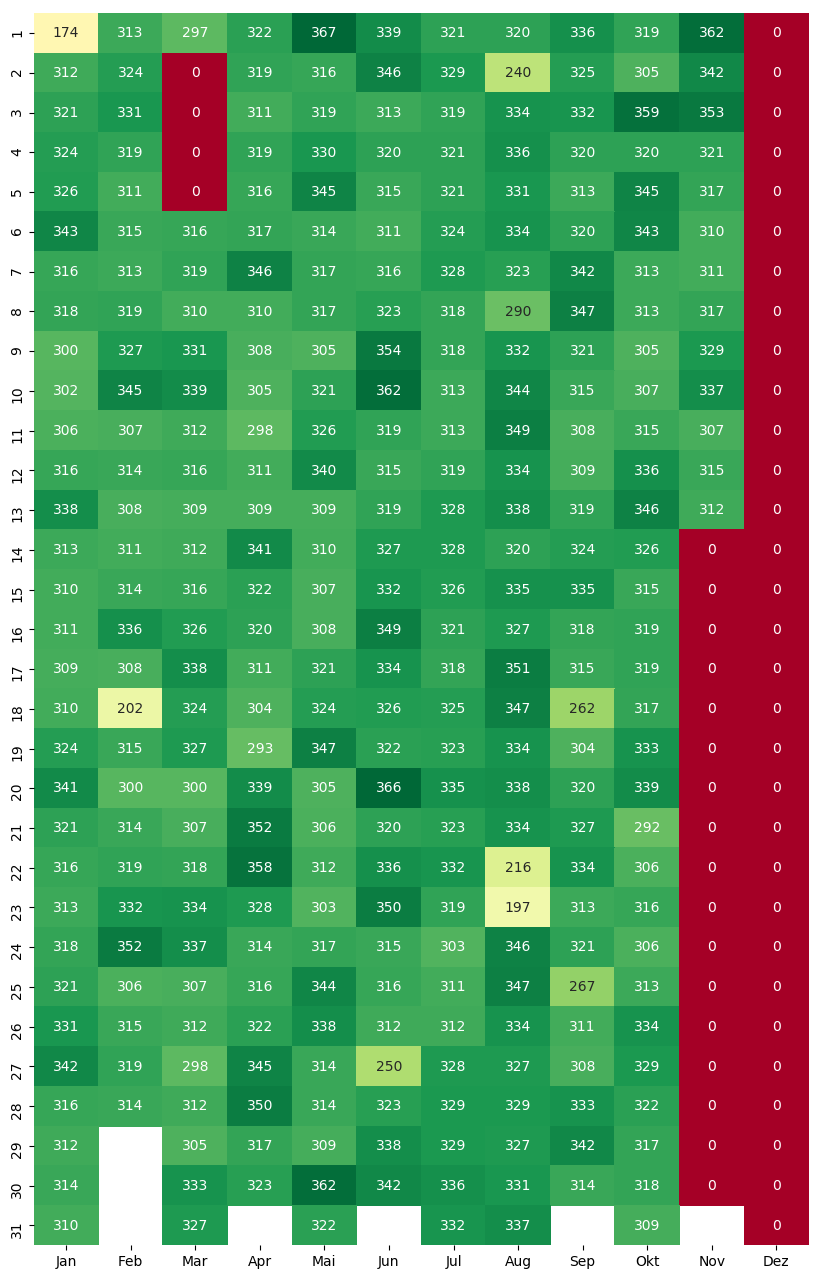 1 174 313 297 322 367 339 321 320 336 319 362 0
2 312 324 0 319 316 346 329 240 325 305 342 0
3 321 331 0 311 319 313 319 334 332 359 353 0
4 324 319 0 319 330 320 321 336 320 320 321 0
5 326 311 0 316 345 315 321 331 313 345 317 0
6 343 315 316 317 314 311 324 334 320 343 310 0
7 316 313 319 346 317 316 328 323 342 313 311 0
8 318 319 310 310 317 323 318 290 347 313 317 0
9 300 327 331 308 305 354 318 332 321 305 329 0
10 302 345 339 305 321 362 313 344 315 307 337 0
11 306 307 312 298 326 319 313 349 308 315 307 0
12 316 314 316 311 340 315 319 334 309 336 315 0
13 338 308 309 309 309 319 328 338 319 346 312 0
14 313 311 312 341 310 327 328 320 324 326 0 0
15 310 314 316 322 307 332 326 335 335 315 0 0
16 311 336 326 320 308 349 321 327 318 319 0 0
17 309 308 338 311 321 334 318 351 315 319 0 0
18 310 202 324 304 324 326 325 347 262 317 0 0
19 324 315 327 293 347 322 323 334 304 333 0 0
20 341 300 300 339 305 366 335 338 320 339 0 0
21 321 314 307 352 306 320 323 334 327 292 0 0
22 316 319 318 358 312 336 332 216 334 306 0 0
23 313 332 334 328 303 350 319 197 313 316 0 0
24 318 352 337 314 317 315 303 346 321 306 0 0
25 321 306 307 316 344 316 311 347 267 313 0 0
26 331 315 312 322 338 312 312 334 311 334 0 0
27 342 319 298 345 314 250 328 327 308 329 0 0
28 316 314 312 350 314 323 329 329 333 322 0 0
29 312 305 317 309 338 329 327 342 317 0 0
30 314 333 323 362 342 336 331 314 318 0 0
31 310 327 322 332 337 309 0
Jan Feb Mar Apr Mai Jun Jul Aug Sep Okt Nov Dez